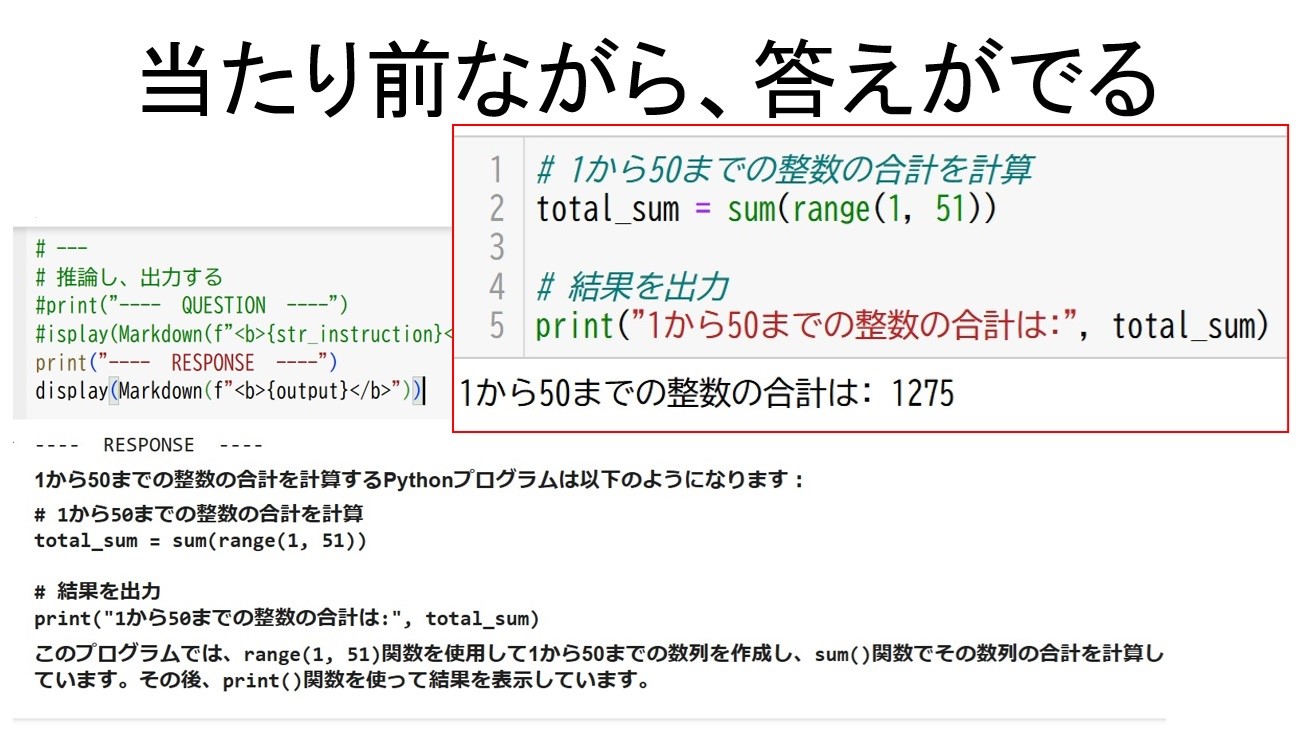 当たり前ながら、答えがでる
1 # 1から50までの整数の合計を計算
2 total_sum = sum(range(1, 51))
3
4 # 結果を出力
5 print("1から50までの整数の合計は:", total_sum)
1から50までの整数の合計は: 1275
# ---
# 推論し、出力する
#print("---- QUESTION ----")
#isplay(Markdown(f"<b>{str_instruction}<
print("---- RESPONSE ----")
display(Markdown(f"<b>{output}</b>"))
---- RESPONSE ----
1から50までの整数の合計を計算するPythonプログラムは以下のようになります：
# 1から50までの整数の合計を計算
total_sum = sum(range(1, 51))
# 結果を出力
print("1から50までの整数の合計は:", total_sum)
このプログラムでは、range(1, 51)関数を使用して1から50までの数列を作成し、sum()関数でその数列の合計を計算し
ています。その後、print()関数を使って結果を表示しています。